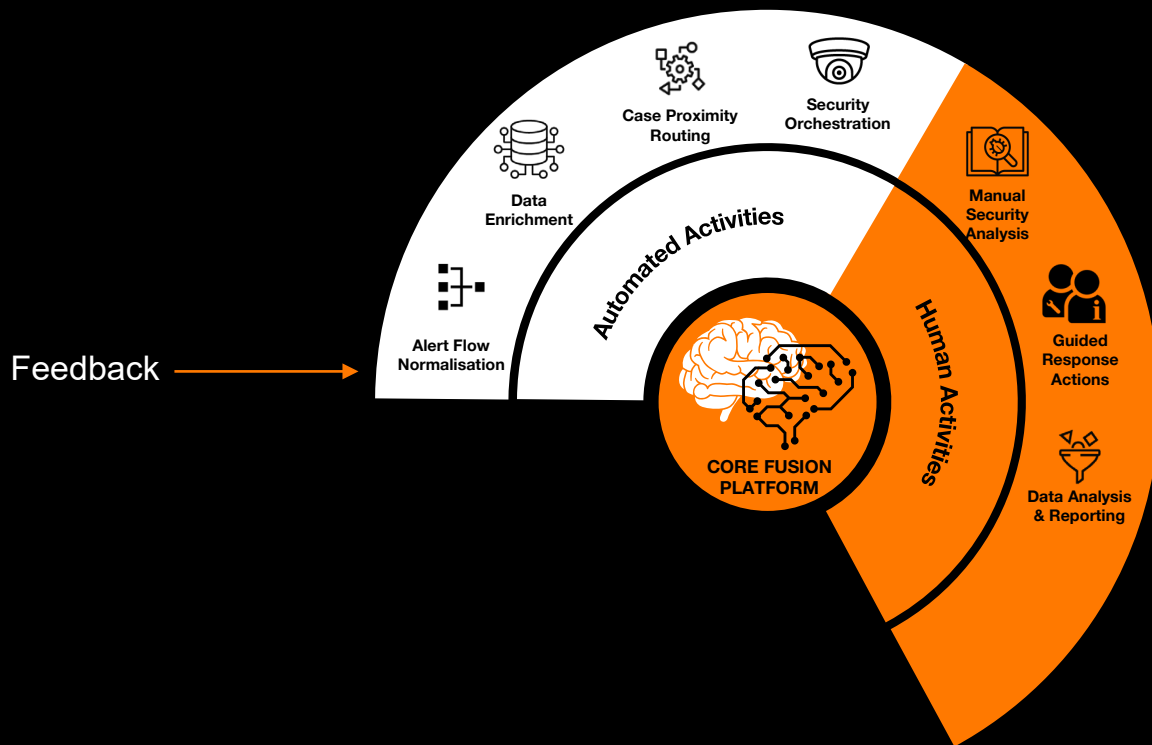 Security
Orchestration
Case Proximity
Routing
Data
Enrichment
Manual
Security
Analysis
Automated Activities
Human Activities
Alert Flow
Normalisation
Guided
Response
Actions
Feedback
CORE FUSION
PLATFORM
Data Analysis
& Reporting